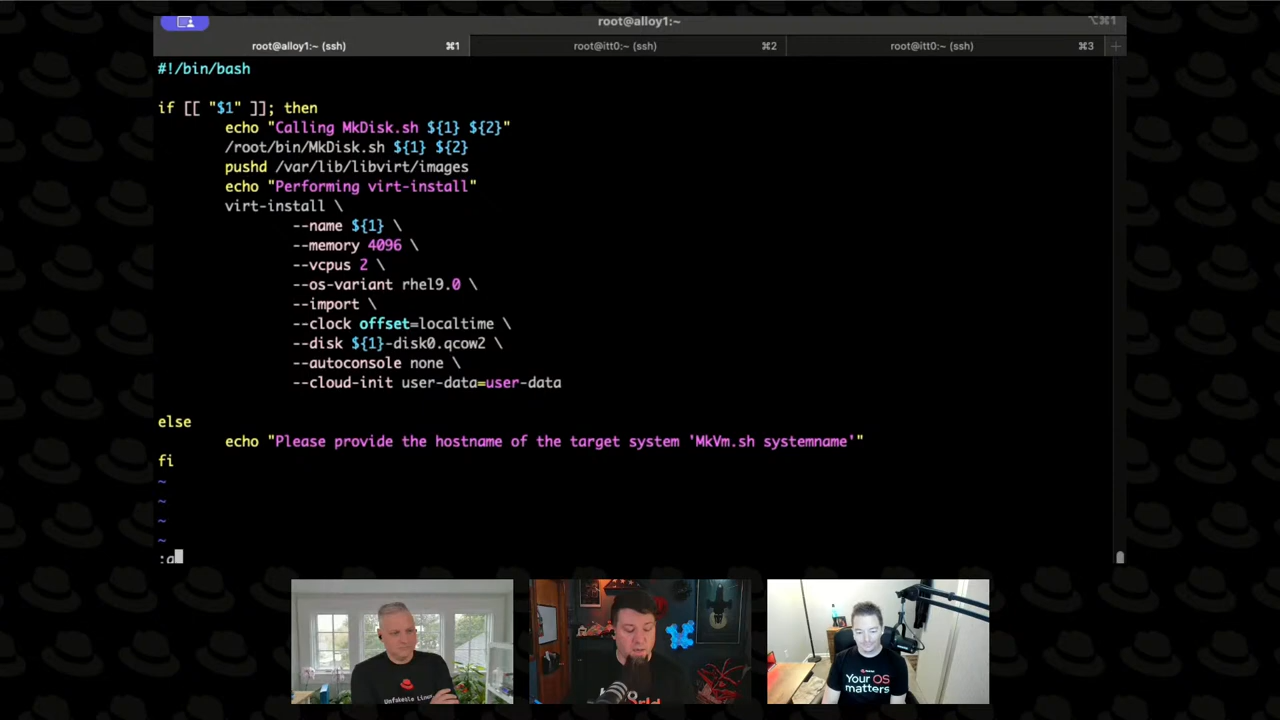 root@alloy1:~
⌥⌘1
root@alloy1:~ (ssh) ⌘1 root@itt0:~ (ssh) ⌘2 root@itt0:~ (ssh) ⌘3 +
#!/bin/bash
if [[ "$1" ]]; then
echo "Calling MkDisk.sh ${1} ${2}"
/root/bin/MkDisk.sh ${1} ${2}
pushd /var/lib/libvirt/images
echo "Performing virt-install"
virt-install \
--name ${1} \
--memory 4096 \
--vcpus 2 \
--os-variant rhel9.0 \
--import \
--clock offset=localtime \
--disk ${1}-disk0.qcow2 \
--autoconsole none \
--cloud-init user-data=user-data
else
echo "Please provide the hostname of the target system 'MkVm.sh systemname'"
fi
~
~
~
~
:q
Unfakeable Linux
Your OS
matters